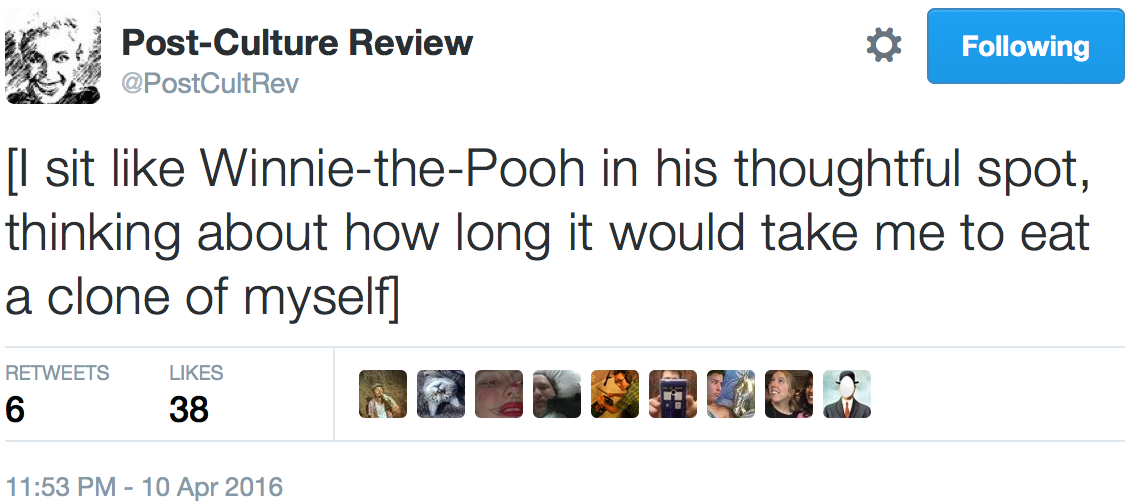 Post-Culture Review
@PostCultRev
Following
[I sit like Winnie-the-Pooh in his thoughtful spot,
thinking about how long it would take me to eat
a clone of myself]
RETWEETS
6
LIKES
38
11:53 PM - 10 Apr 2016